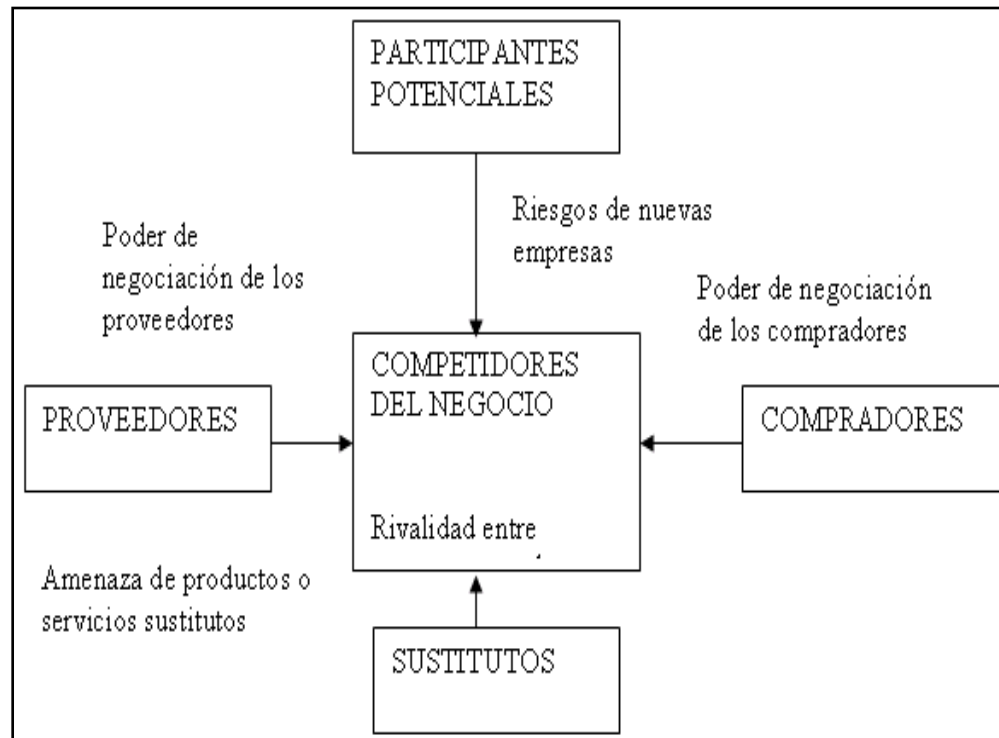 PARTICIPANTES
POTENCIALES
Riesgos de nuevas
empresas
Poder de
negociación de los
proveedores
Poder de negociación
de los compradores
COMPETIDORES
DEL NEGOCIO
PROVEEDORES
COMPRADORES
Rivalidad entre
Amenaza de productos o
servicios sustitutos
SUSTITUTOS